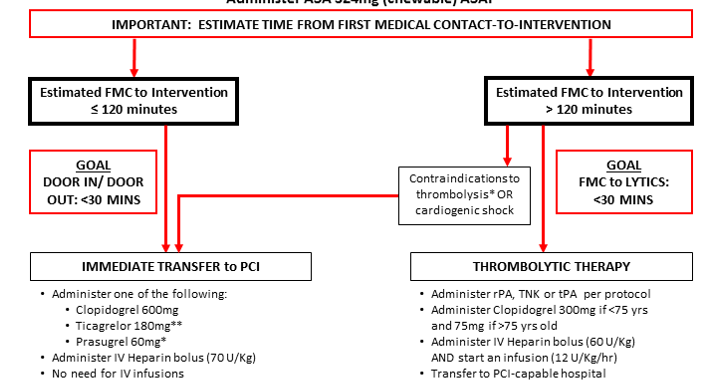 Administer ASA 324mg (chewable) ASAP
IMPORTANT: ESTIMATE TIME FROM FIRST MEDICAL CONTACT-TO-INTERVENTION
Estimated FMC to Intervention
≤ 120 minutes
Estimated FMC to Intervention
> 120 minutes
GOAL
DOOR IN/ DOOR
OUT: <30 MINS
Contraindications to
thrombolysis* OR
cardiogenic shock
GOAL
FMC to LYTICS:
<30 MINS
IMMEDIATE TRANSFER to PCI
• Administer one of the following:
• Clopidogrel 600mg
• Ticagrelor 180mg**
• Prasugrel 60mg*
• Administer IV Heparin bolus (70 U/Kg)
• No need for IV infusions
THROMBOLYTIC THERAPY
• Administer rPA, TNK or tPA per protocol
• Administer Clopidogrel 300mg if <75 yrs
and 75mg if >75 yrs old
• Administer IV Heparin bolus (60 U/Kg)
AND start an infusion (12 U/Kg/hr)
• Transfer to PCI-capable hospital